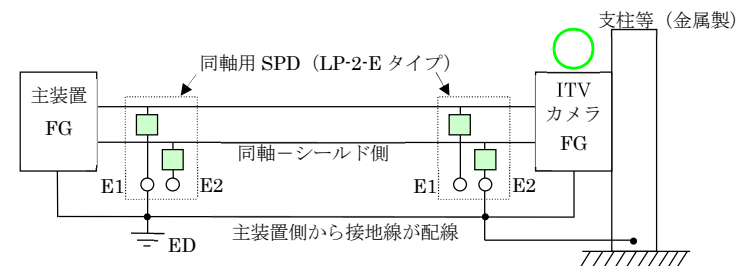 支柱等（金属製）
同軸用 SPD（LP-2-E タイプ）
主装置
FG
ITV
カメラ
FG
同軸－シールド側
E1
E2
E1
E2
主装置側から接地線が配線
ED